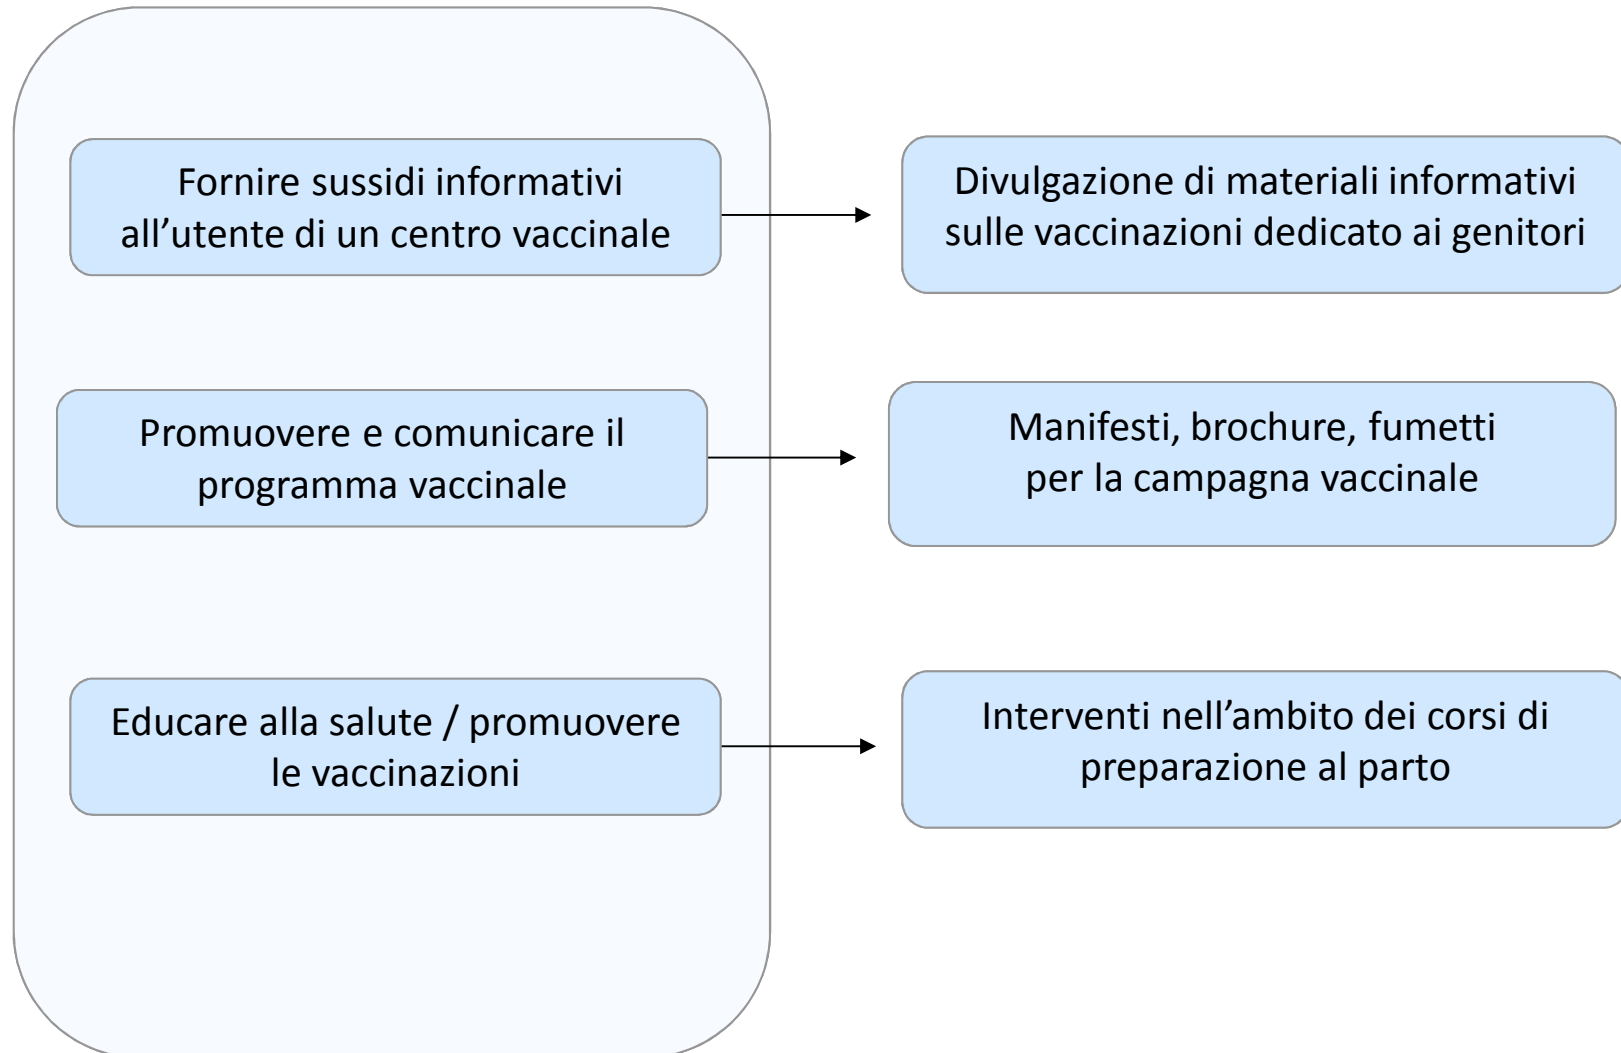 Fornire sussidi informativi
all’utente di un centro vaccinale
Divulgazione di materiali informativi
sulle vaccinazioni dedicato ai genitori
Promuovere e comunicare il
programma vaccinale
Manifesti, brochure, fumetti
per la campagna vaccinale
Educare alla salute / promuovere
le vaccinazioni
Interventi nell’ambito dei corsi di
preparazione al parto